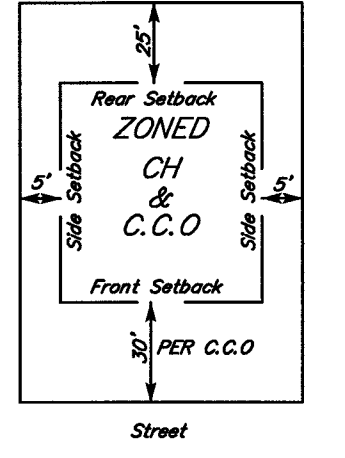 25'
Rear Setback
ZONED
CH
&
C.C.O
5'
Side Setback
Side Setback
5'
Front Setback
30'
PER C.C.O
Street